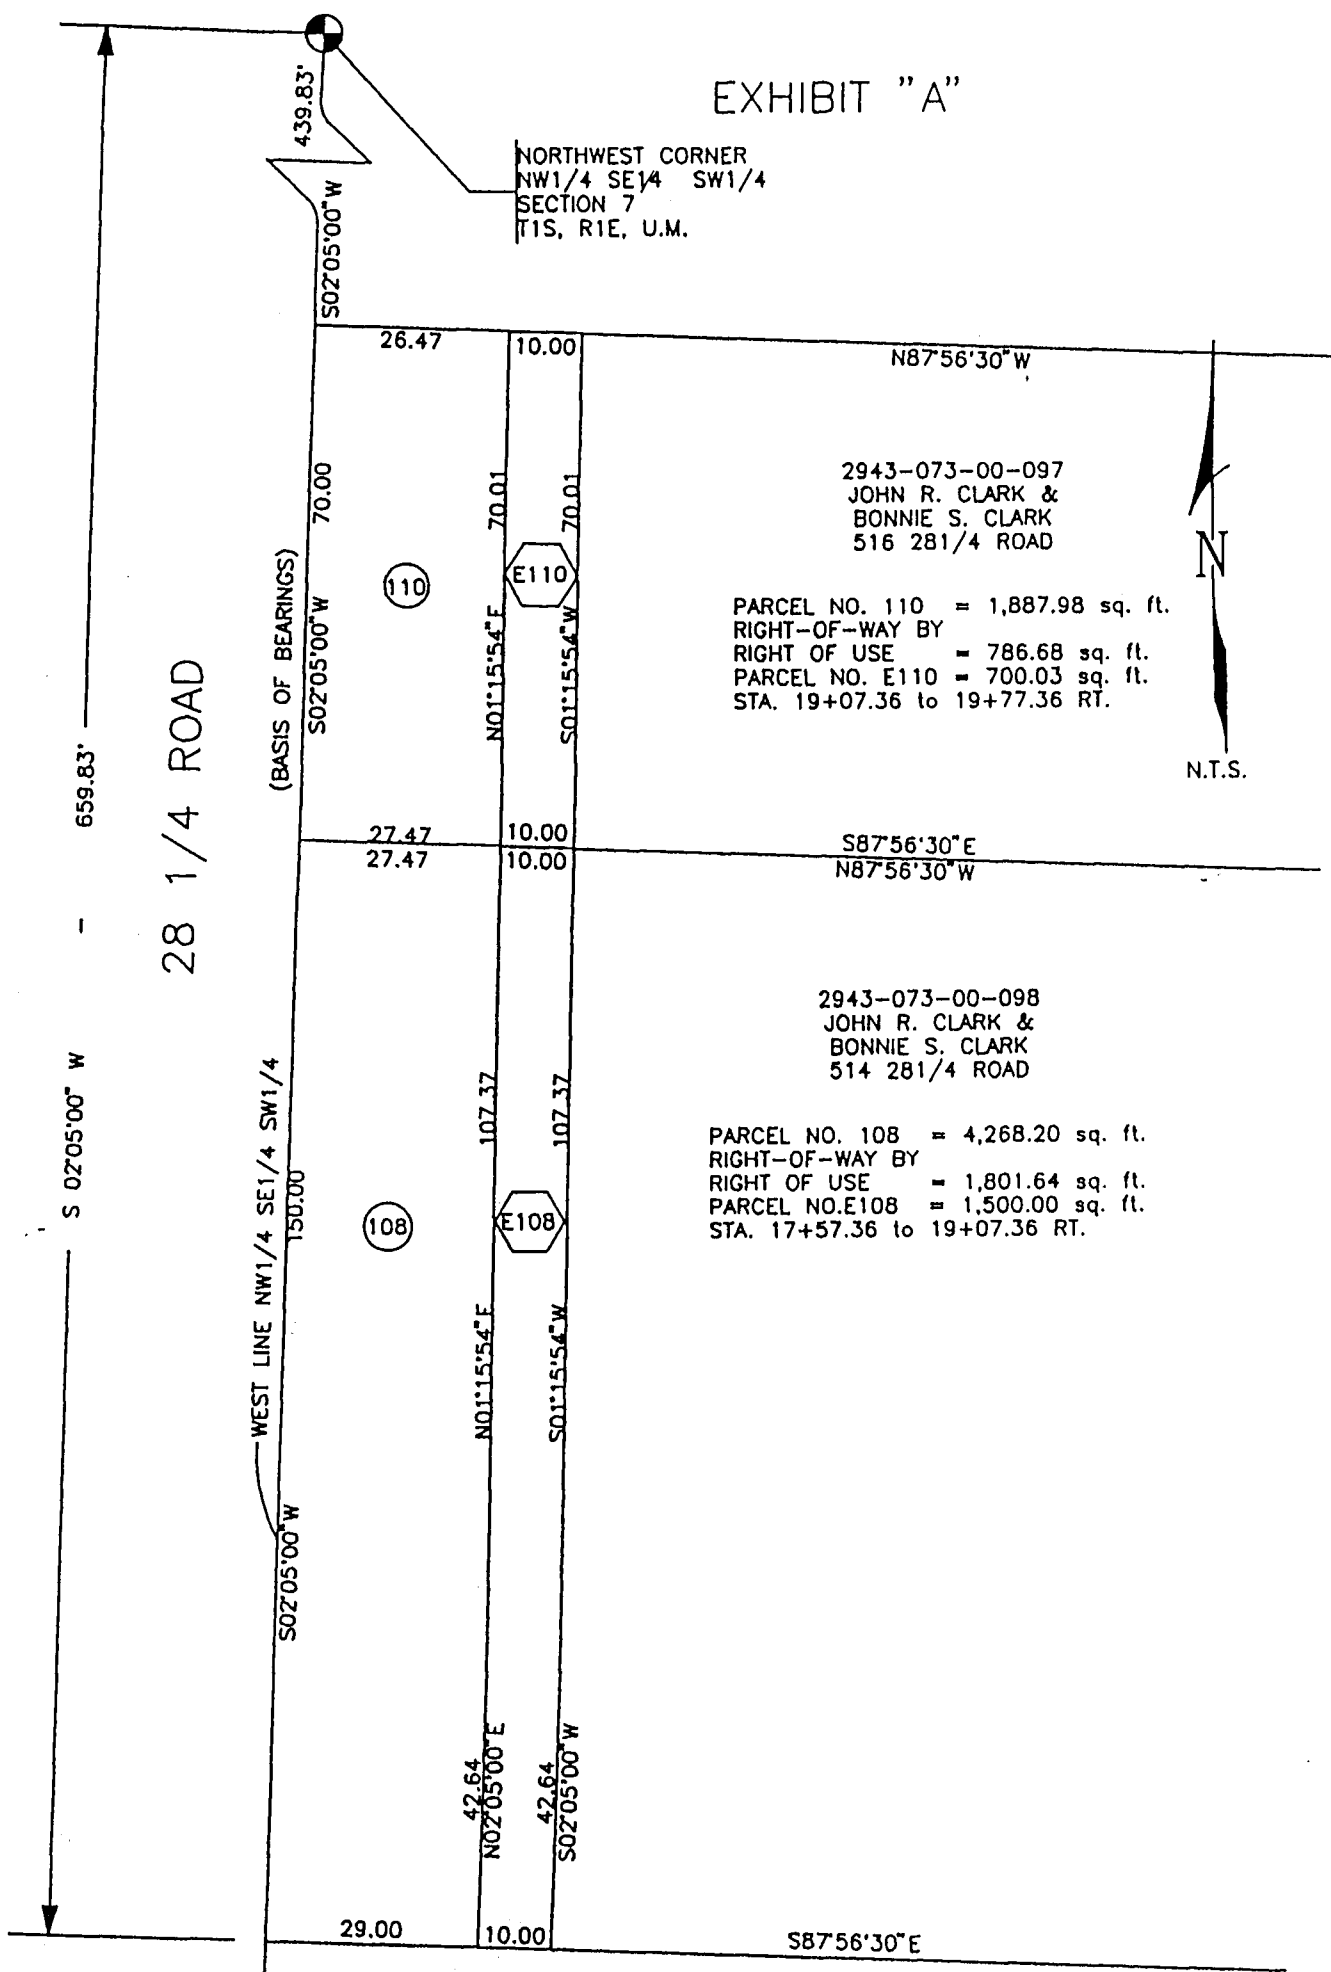 EXHIBIT "A"
439.83'
NORTHWEST CORNER
NW1/4 SE1/4 SW1/4
SECTION 7
T1S, R1E, U.M.
S02°05'00"W
26.47
10.00
N87°56'30"W
70.00
S02°05'00"W
(BASIS OF BEARINGS)
110
70.01
N01°15'54"E
E110
70.01
S01°15'54"W
2943-073-00-097
JOHN R. CLARK &
BONNIE S. CLARK
516 281/4 ROAD
N
N.T.S.
PARCEL NO. 110 = 1,887.98 sq. ft.
RIGHT-OF-WAY BY
RIGHT OF USE = 786.68 sq. ft.
PARCEL NO. E110 = 700.03 sq. ft.
STA. 19+07.36 to 19+77.36 RT.
659.83'
-
S 02°05'00" W
28 1/4 ROAD
27.47
10.00
S87°56'30"E
27.47
10.00
N87°56'30"W
2943-073-00-098
JOHN R. CLARK &
BONNIE S. CLARK
514 281/4 ROAD
WEST LINE NW1/4 SE1/4 SW1/4
150.00
S02°05'00"W
108
107.37
N01°15'54"E
E108
107.37
S01°15'54"W
PARCEL NO. 108 = 4,268.20 sq. ft.
RIGHT-OF-WAY BY
RIGHT OF USE = 1,801.64 sq. ft.
PARCEL NO.E108 = 1,500.00 sq. ft.
STA. 17+57.36 to 19+07.36 RT.
42.64
N02°05'00"E
42.64
S02°05'00"W
29.00
10.00
S87°56'30"E